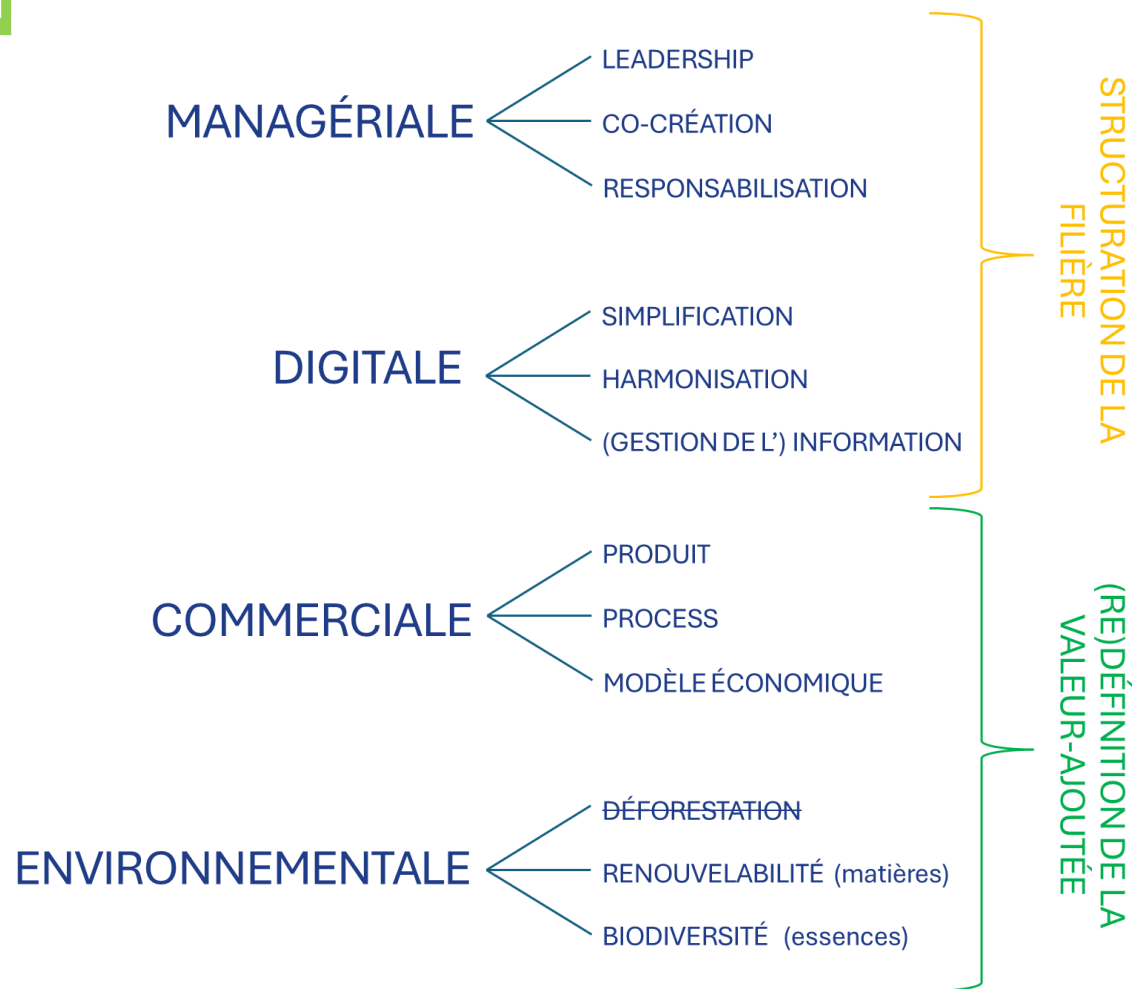 MANAGÉRIALE
LEADERSHIP
CO-CRÉATION
RESPONSABILISATION
DIGITALE
SIMPLIFICATION
HARMONISATION
(GESTION DE L’) INFORMATION
STRUCTURATION DE LA
FILIÈRE
COMMERCIALE
PRODUIT
PROCESS
MODÈLE ÉCONOMIQUE
ENVIRONNEMENTALE
DÉFORESTATION
RENOUVELABILITÉ (matières)
BIODIVERSITÉ (essences)
(RE)DÉFINITION DE LA
VALEUR-AJOUTÉE